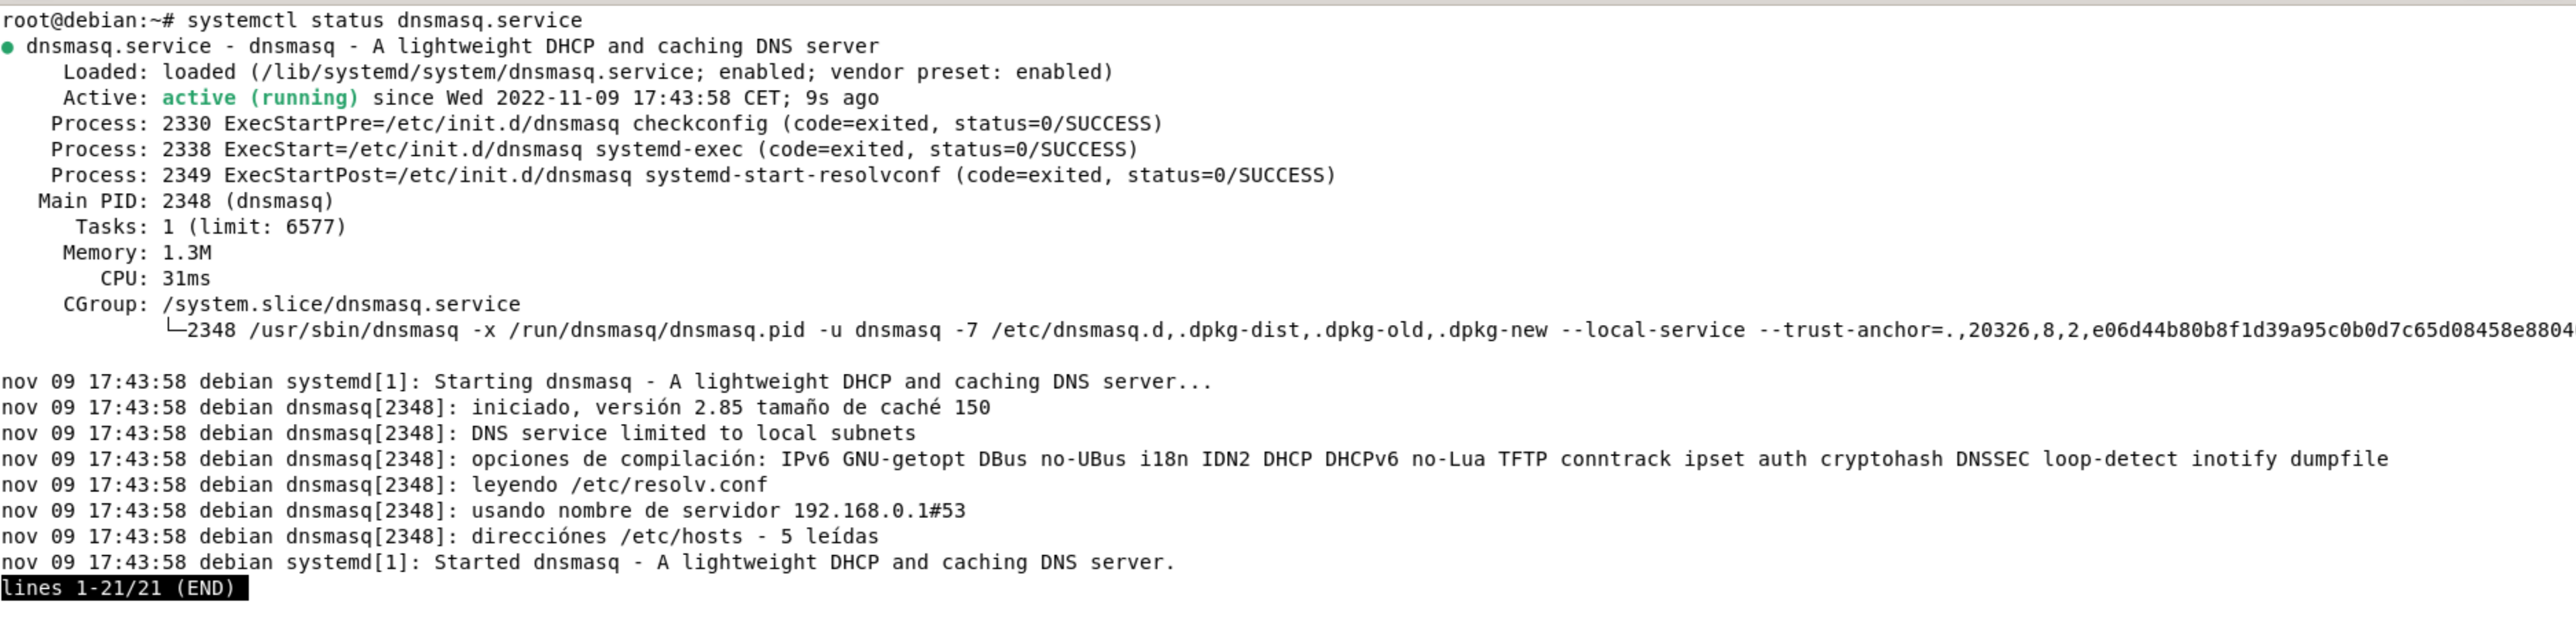 root@debian:~# systemctl status dnsmasq.service
● dnsmasq.service - dnsmasq - A lightweight DHCP and caching DNS server
     Loaded: loaded (/lib/systemd/system/dnsmasq.service; enabled; vendor preset: enabled)
     Active: active (running) since Wed 2022-11-09 17:43:58 CET; 9s ago
    Process: 2330 ExecStartPre=/etc/init.d/dnsmasq checkconfig (code=exited, status=0/SUCCESS)
    Process: 2338 ExecStart=/etc/init.d/dnsmasq systemd-exec (code=exited, status=0/SUCCESS)
    Process: 2349 ExecStartPost=/etc/init.d/dnsmasq systemd-start-resolvconf (code=exited, status=0/SUCCESS)
   Main PID: 2348 (dnsmasq)
      Tasks: 1 (limit: 6577)
     Memory: 1.3M
        CPU: 31ms
     CGroup: /system.slice/dnsmasq.service
             └─2348 /usr/sbin/dnsmasq -x /run/dnsmasq/dnsmasq.pid -u dnsmasq -7 /etc/dnsmasq.d,.dpkg-dist,.dpkg-old,.dpkg-new --local-service --trust-anchor=.,20326,8,2,e06d44b80b8f1d39a95c0b0d7c65d08458e8804

nov 09 17:43:58 debian systemd[1]: Starting dnsmasq - A lightweight DHCP and caching DNS server...
nov 09 17:43:58 debian dnsmasq[2348]: iniciado, versión 2.85 tamaño de caché 150
nov 09 17:43:58 debian dnsmasq[2348]: DNS service limited to local subnets
nov 09 17:43:58 debian dnsmasq[2348]: opciones de compilación: IPv6 GNU-getopt DBus no-UBus i18n IDN2 DHCP DHCPv6 no-Lua TFTP conntrack ipset auth cryptohash DNSSEC loop-detect inotify dumpfile
nov 09 17:43:58 debian dnsmasq[2348]: leyendo /etc/resolv.conf
nov 09 17:43:58 debian dnsmasq[2348]: usando nombre de servidor 192.168.0.1#53
nov 09 17:43:58 debian dnsmasq[2348]: direcciónes /etc/hosts - 5 leídas
nov 09 17:43:58 debian systemd[1]: Started dnsmasq - A lightweight DHCP and caching DNS server.
lines 1-21/21 (END)